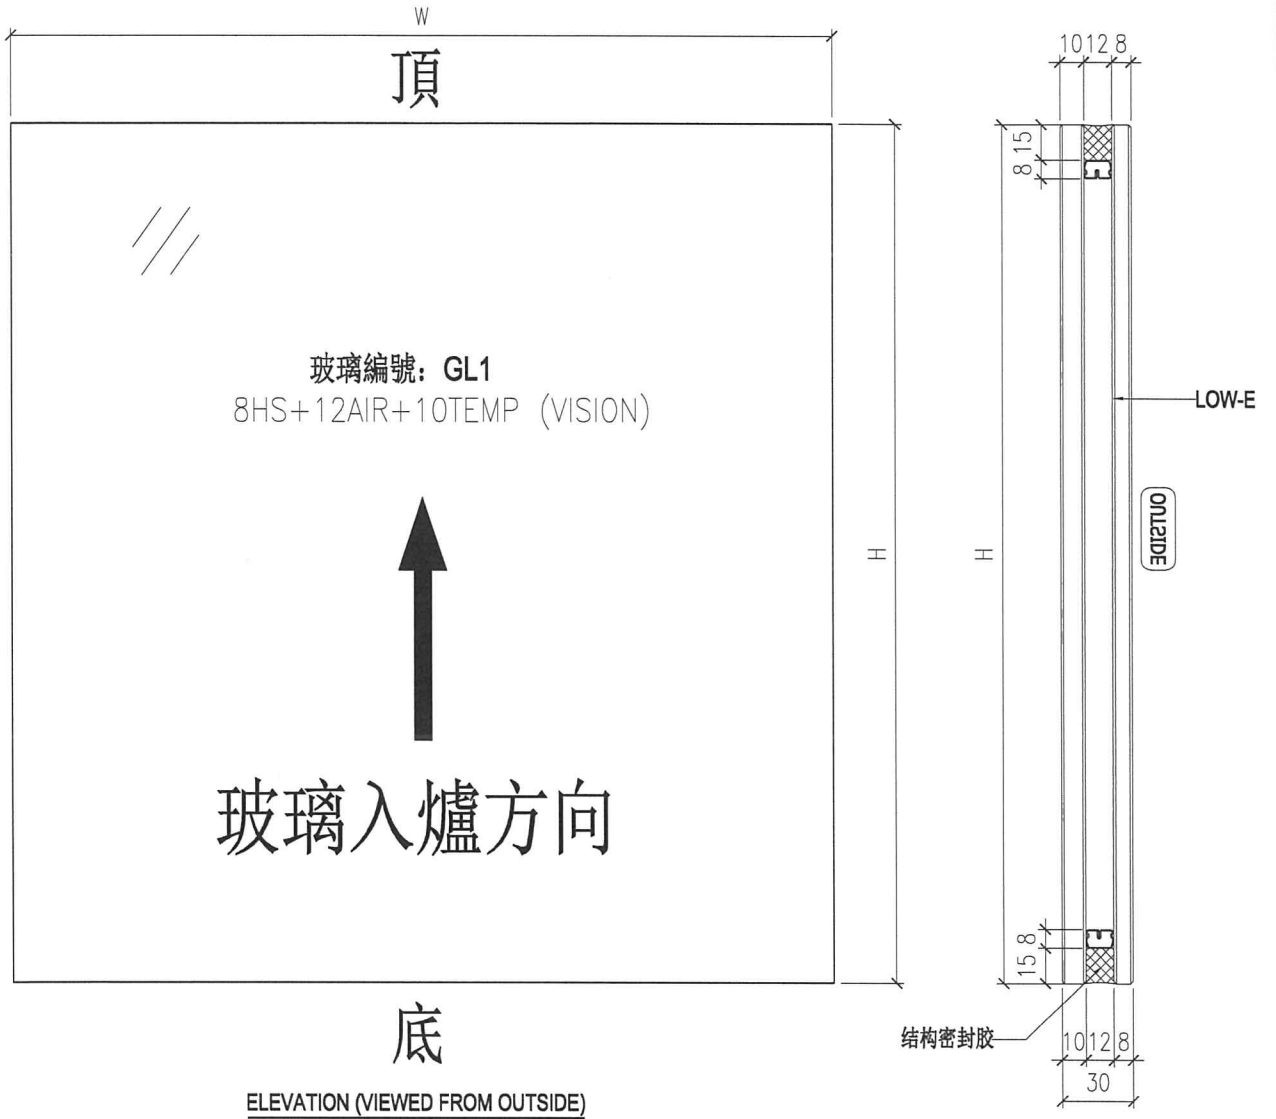 W
頂
10 12 8
15
8
玻璃編號：GL1
8HS+12AIR+10TEMP (VISION)
LOW-E
OUTSIDE
H
H
玻璃入爐方向
8
15
底
结构密封胶
10 12 8
30
ELEVATION (VIEWED FROM OUTSIDE)